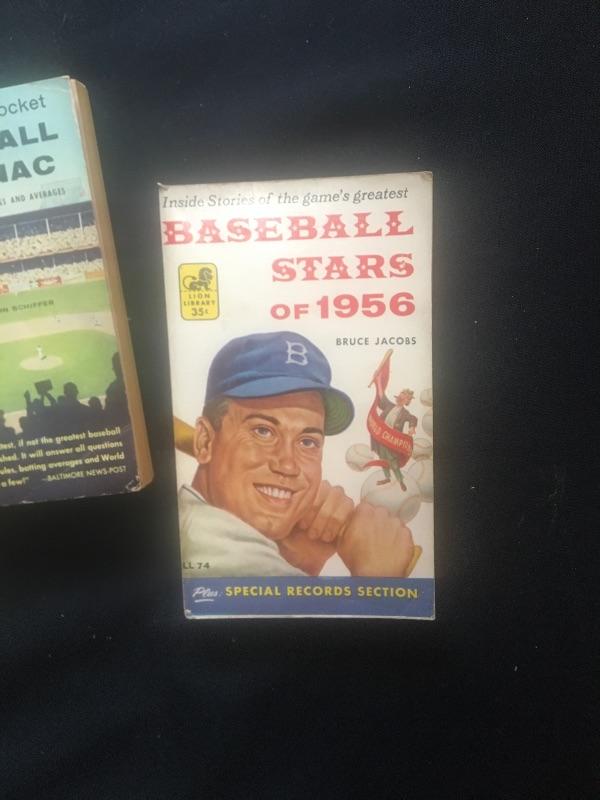 ocket
ALL
NAC
S AND AVERAGES
N SCHIFFER
test, if not the greatest baseball
shed. It will answer all questions
ules, batting averages and World
a few!" —BALTIMORE NEWS-POST
Inside Stories of the game's greatest
BASEBALL
STARS
OF 1956
LION
LIBRARY
35¢
BRUCE JACOBS
B
WORLD CHAMPIONS
LL 74
Plus SPECIAL RECORDS SECTION